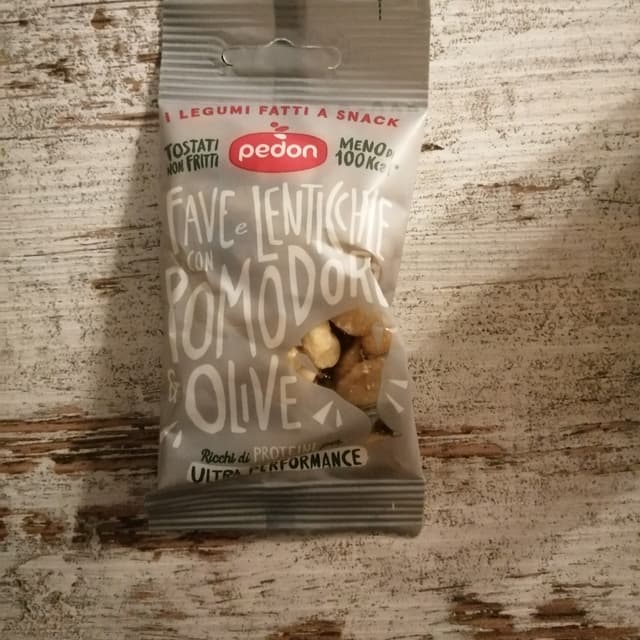 I LEGUMI FATTI A SNACK
TOSTATI
NON FRITTI
pedon
MENO DI
100 Kcal*
FAVE e LENTICCHIE
CON
POMODORI
& OLIVE
Ricchi di PROTEINE
ULTRA PERFORMANCE